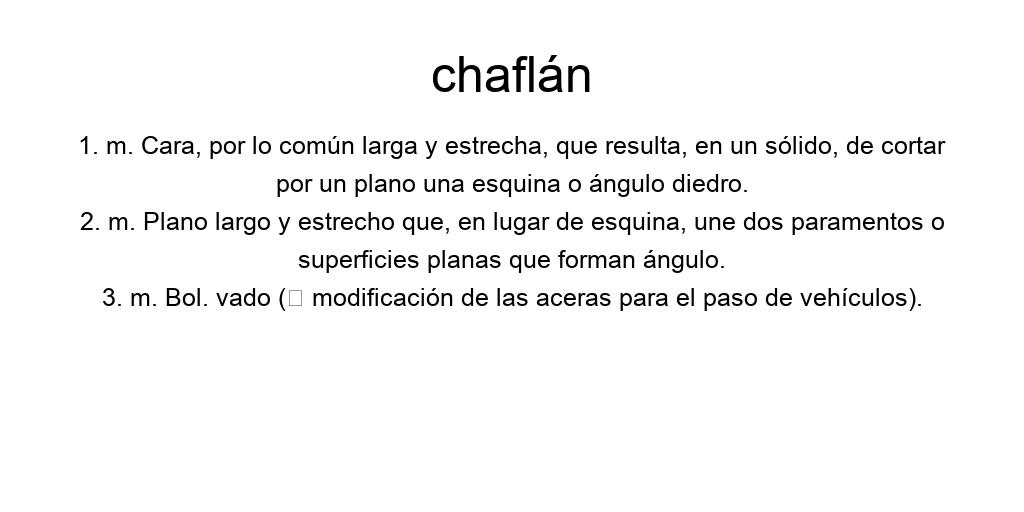 chaflán
1. m. Cara, por lo común larga y estrecha, que resulta, en un sólido, de cortar
por un plano una esquina o ángulo diedro.
2. m. Plano largo y estrecho que, en lugar de esquina, une dos paramentos o
superficies planas que forman ángulo.
3. m. Bol. vado (▯ modificación de las aceras para el paso de vehículos).